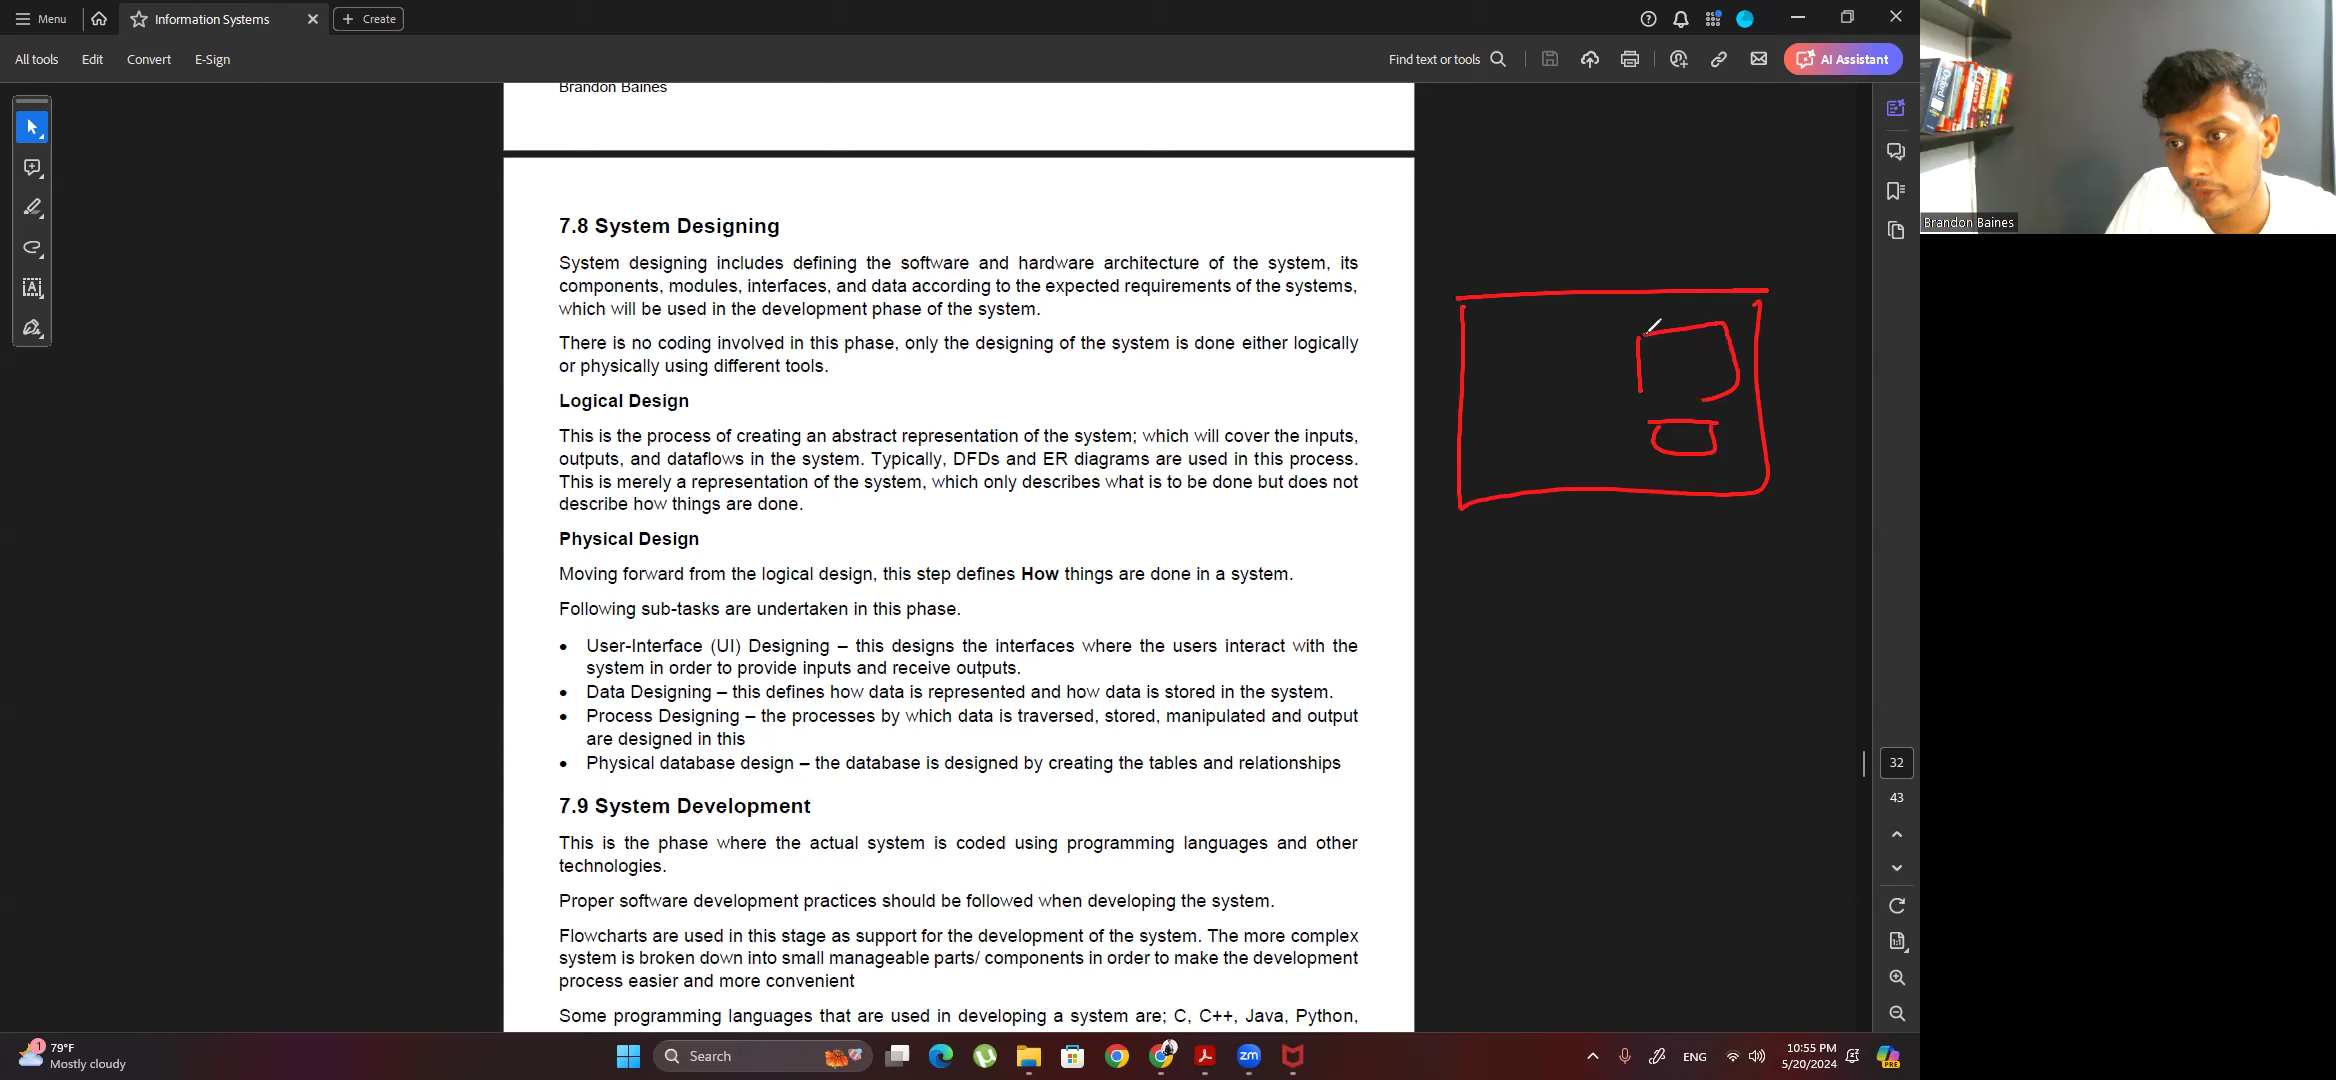 Menu
Information Systems
Create
All tools
Edit
Convert
E-Sign
Find text or tools
AI Assistant
Brandon Baines
Brandon Baines
7.8 System Designing
System designing includes defining the software and hardware architecture of the system, its
components, modules, interfaces, and data according to the expected requirements of the systems,
which will be used in the development phase of the system.
There is no coding involved in this phase, only the designing of the system is done either logically
or physically using different tools.
Logical Design
This is the process of creating an abstract representation of the system; which will cover the inputs,
outputs, and dataflows in the system. Typically, DFDs and ER diagrams are used in this process.
This is merely a representation of the system, which only describes what is to be done but does not
describe how things are done.
Physical Design
Moving forward from the logical design, this step defines How things are done in a system.
Following sub-tasks are undertaken in this phase.
• User-Interface (UI) Designing – this designs the interfaces where the users interact with the
system in order to provide inputs and receive outputs.
• Data Designing – this defines how data is represented and how data is stored in the system.
• Process Designing – the processes by which data is traversed, stored, manipulated and output
are designed in this
• Physical database design – the database is designed by creating the tables and relationships
7.9 System Development
This is the phase where the actual system is coded using programming languages and other
technologies.
Proper software development practices should be followed when developing the system.
Flowcharts are used in this stage as support for the development of the system. The more complex
system is broken down into small manageable parts/ components in order to make the development
process easier and more convenient
Some programming languages that are used in developing a system are; C, C++, Java, Python,
32
43
1
79°F
Mostly cloudy
Search
zm
ENG
10:55 PM
5/20/2024
PRE